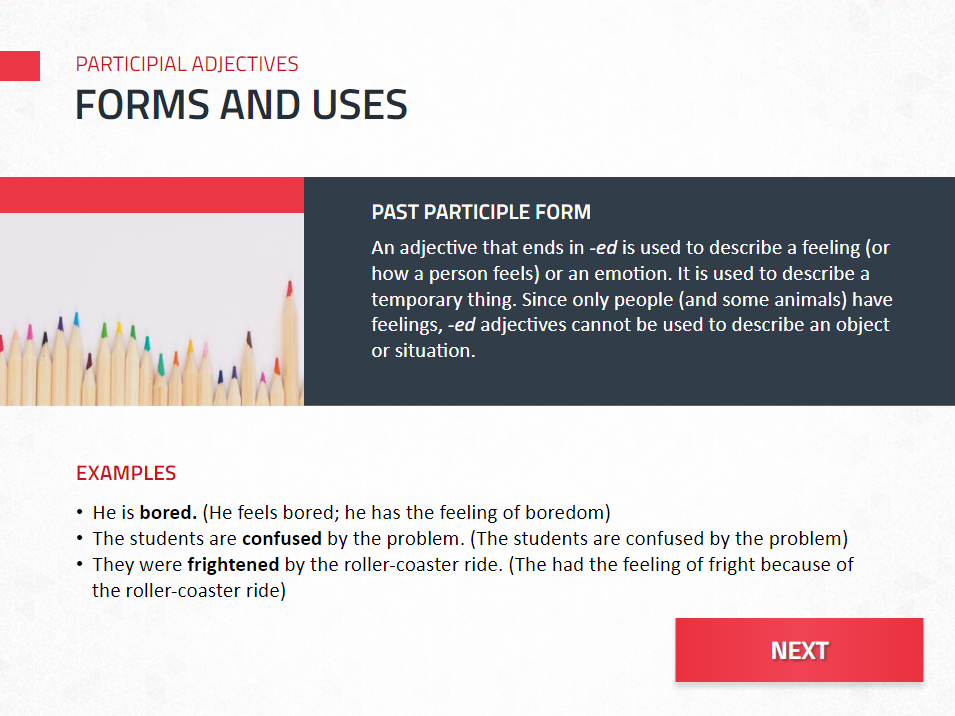 PARTICIPIAL ADJECTIVES
FORMS AND USES
PAST PARTICIPLE FORM
An adjective that ends in -ed is used to describe a feeling (or
how a person feels) or an emotion. It is used to describe a
temporary thing. Since only people (and some animals) have
feelings, -ed adjectives cannot be used to describe an object
or situation.
EXAMPLES
• He is bored. (He feels bored; he has the feeling of boredom)
• The students are confused by the problem. (The students are confused by the problem)
• They were frightened by the roller-coaster ride. (The had the feeling of fright because of
the roller-coaster ride)
NEXT